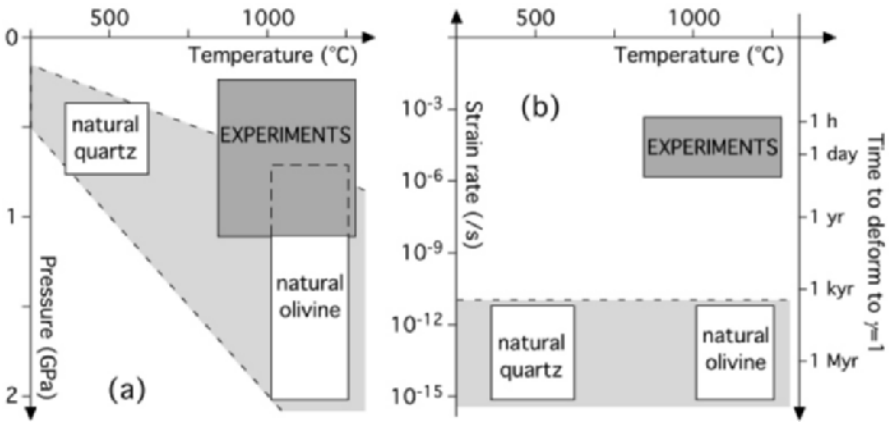 500
1000
0
Temperature (°C)
natural
quartz
EXPERIMENTS
1
natural
olivine
Pressure (GPa)
2
(a)
500
1000
Temperature (°C)
(b)
Strain rate (/s)
10⁻³
10⁻⁶
10⁻⁹
10⁻¹²
10⁻¹⁵
EXPERIMENTS
natural
quartz
natural
olivine
1 h
1 day
1 yr
1 kyr
1 Myr
Time to deform to γ=1